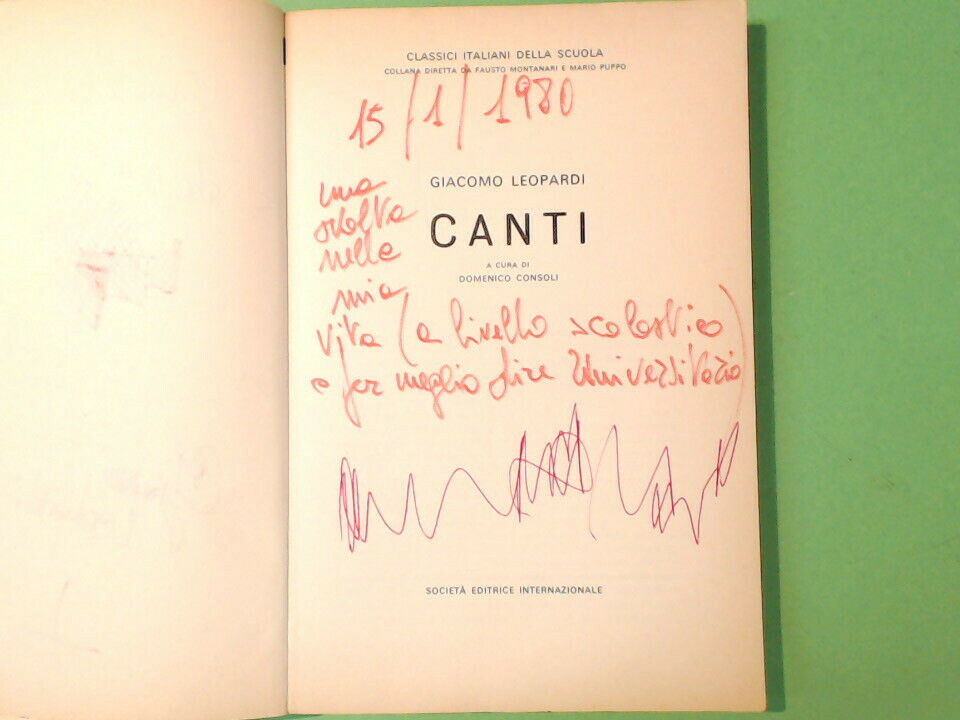 CLASSICI ITALIANI DELLA SCUOLA
COLLANA DIRETTA DA FAUSTO MONTANARI E MARIO PUPPO
15/1/1980
GIACOMO LEOPARDI
CANTI
A CURA DI
DOMENICO CONSOLI
una
svolta
nella
mia
vita (a livello scolastico
e per meglio dire Universitario)
SOCIETÀ EDITRICE INTERNAZIONALE